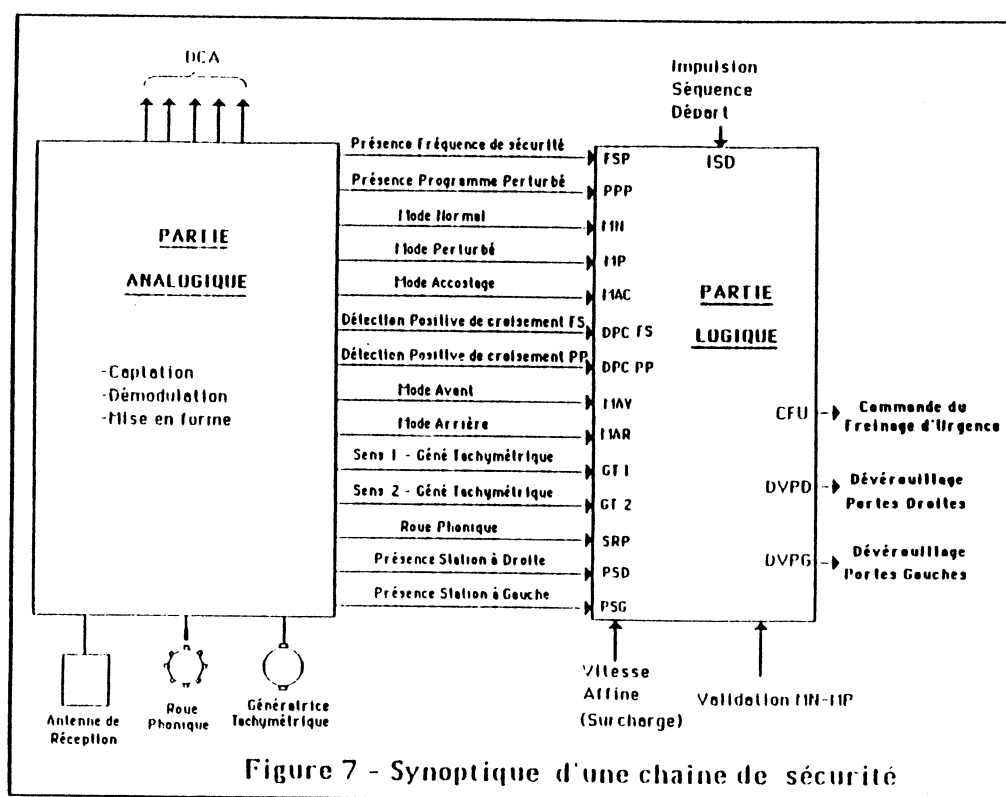 DCA
Impulsion
Séquence
Départ
ISD
PARTIE
ANALOGIQUE
-Captation
-Démodulation
-Mise en forme
Présence Fréquence de sécurité
Présence Programme Perturbé
Mode Normal
Mode Perturbé
Mode Accostage
Détection Positive de croisement FS
Détection Positive de croisement PP
Mode Avant
Mode Arrière
Sens 1 - Géné Tachymétrique
Sens 2 - Géné Tachymétrique
Roue Phonique
Présence Station à Droite
Présence Station à Gauche
FSP
PPP
MN
MP
MAC
DPC FS
DPC PP
MAV
MAR
GT 1
GT 2
SRP
PSD
PSG
PARTIE
LOGIQUE
CFU
DVPD
DVPG
Commande du
Freinage d'Urgence
Dévérouillage
Portes Droites
Dévérouillage
Portes Gauches
Antenne de
Réception
Roue
Phonique
Génératrice
Tachymétrique
Vitesse
Affine
(Surcharge)
Validation MN-MP
Figure 7 - Synoptique d'une chaine de sécurité